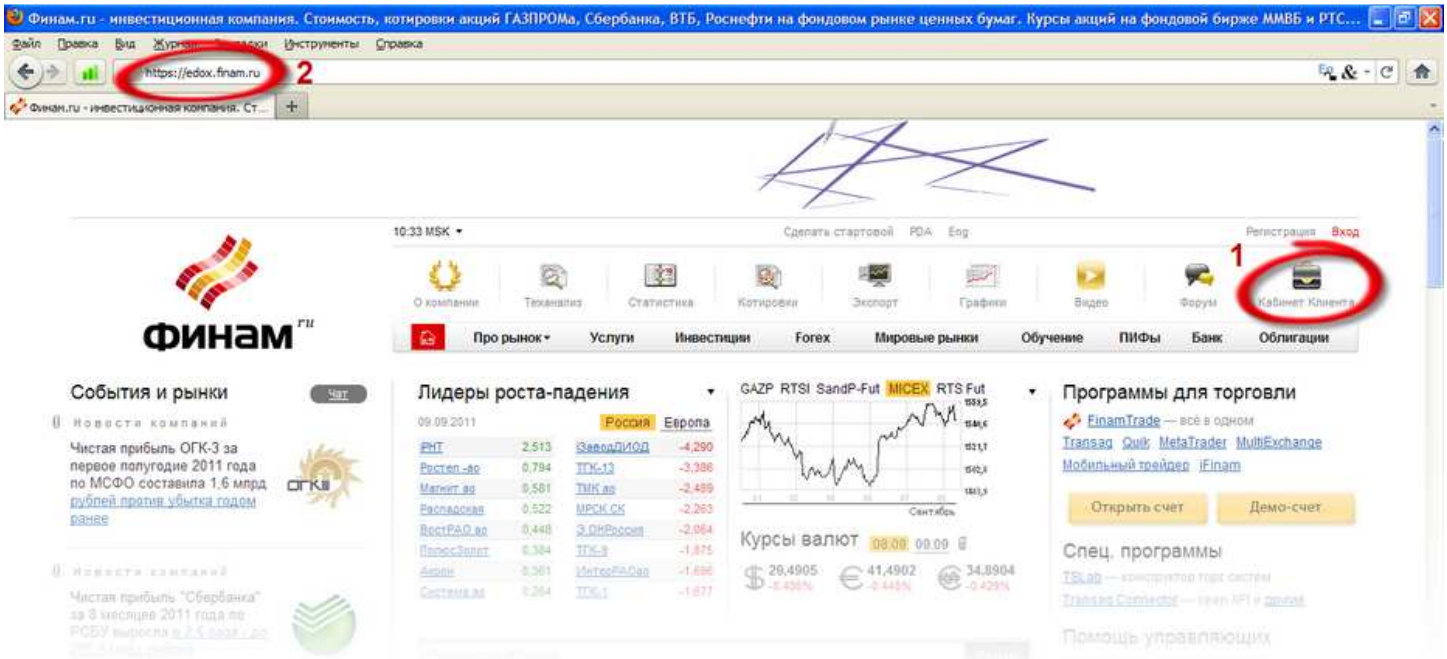 Финам.ru - инвестиционная компания. Стоимость, котировки акций ГАЗПРОМа, Сбербанка, ВТБ, Роснефти на фондовом рынке ценных бумаг. Курсы акций на фондовой бирже ММВБ и РТС...
Файл Правка Вид Журнал Закладки Инструменты Справка
https://edox.finam.ru 2
Финам.ru - инвестиционная компания. Ст...
10:33 MSK Сделать стартовой PDA Eng Регистрация Вход
1
О компании Теханализ Статистика Котировки Экспорт Графики Видео Форум Кабинет Клиента
Финам ru
Про рынок Услуги Инвестиции Forex Мировые рынки Обучение ПИФы Банк Облигации
События и рынки Чат
Новости компаний
Чистая прибыль ОГК-3 за
первое полугодие 2011 года
по МСФО составила 1,6 млрд
рублей против убытка годом
ранее
ОГК
Новости компаний
Чистая прибыль "Сбербанка"
за 8 месяцев 2011 года по
РСБУ выросла
Лидеры роста-падения
09.09.2011 Россия Европа
iРНТ 2,513 iЗаводДИОД -4,290
Ростел -ао 0,794 ТГК-13 -3,386
Магнит ао 0,581 ТМК ао -2,489
Распадская 0,522 МРСК СК -2,263
ВостРАО ао 0,448 Э.ОНРоссия -2,064
ПолюсЗолот 0,384 ТГК-9 -1,875
Акрон 0,361 ИнтерРАОао -1,696
Система ао 0,264 ТГК-1 -1,677
GAZP RTSI SandP-Fut MICEX RTS Fut
Сентябрь
Курсы валют 08.09 09.09
$ 29,4905 € 41,4902 34,8904
-0.436% -0.445% -0.429%
Программы для торговли
FinamTrade — всё в одном
Transaq Quik MetaTrader MultiExchange
Мобильный трейдер iFinam
Открыть счет Демо-счет
Спец. программы
TSLab — конструктор торг. систем
Transaq Connector — open API и другие
Помощь управляющих